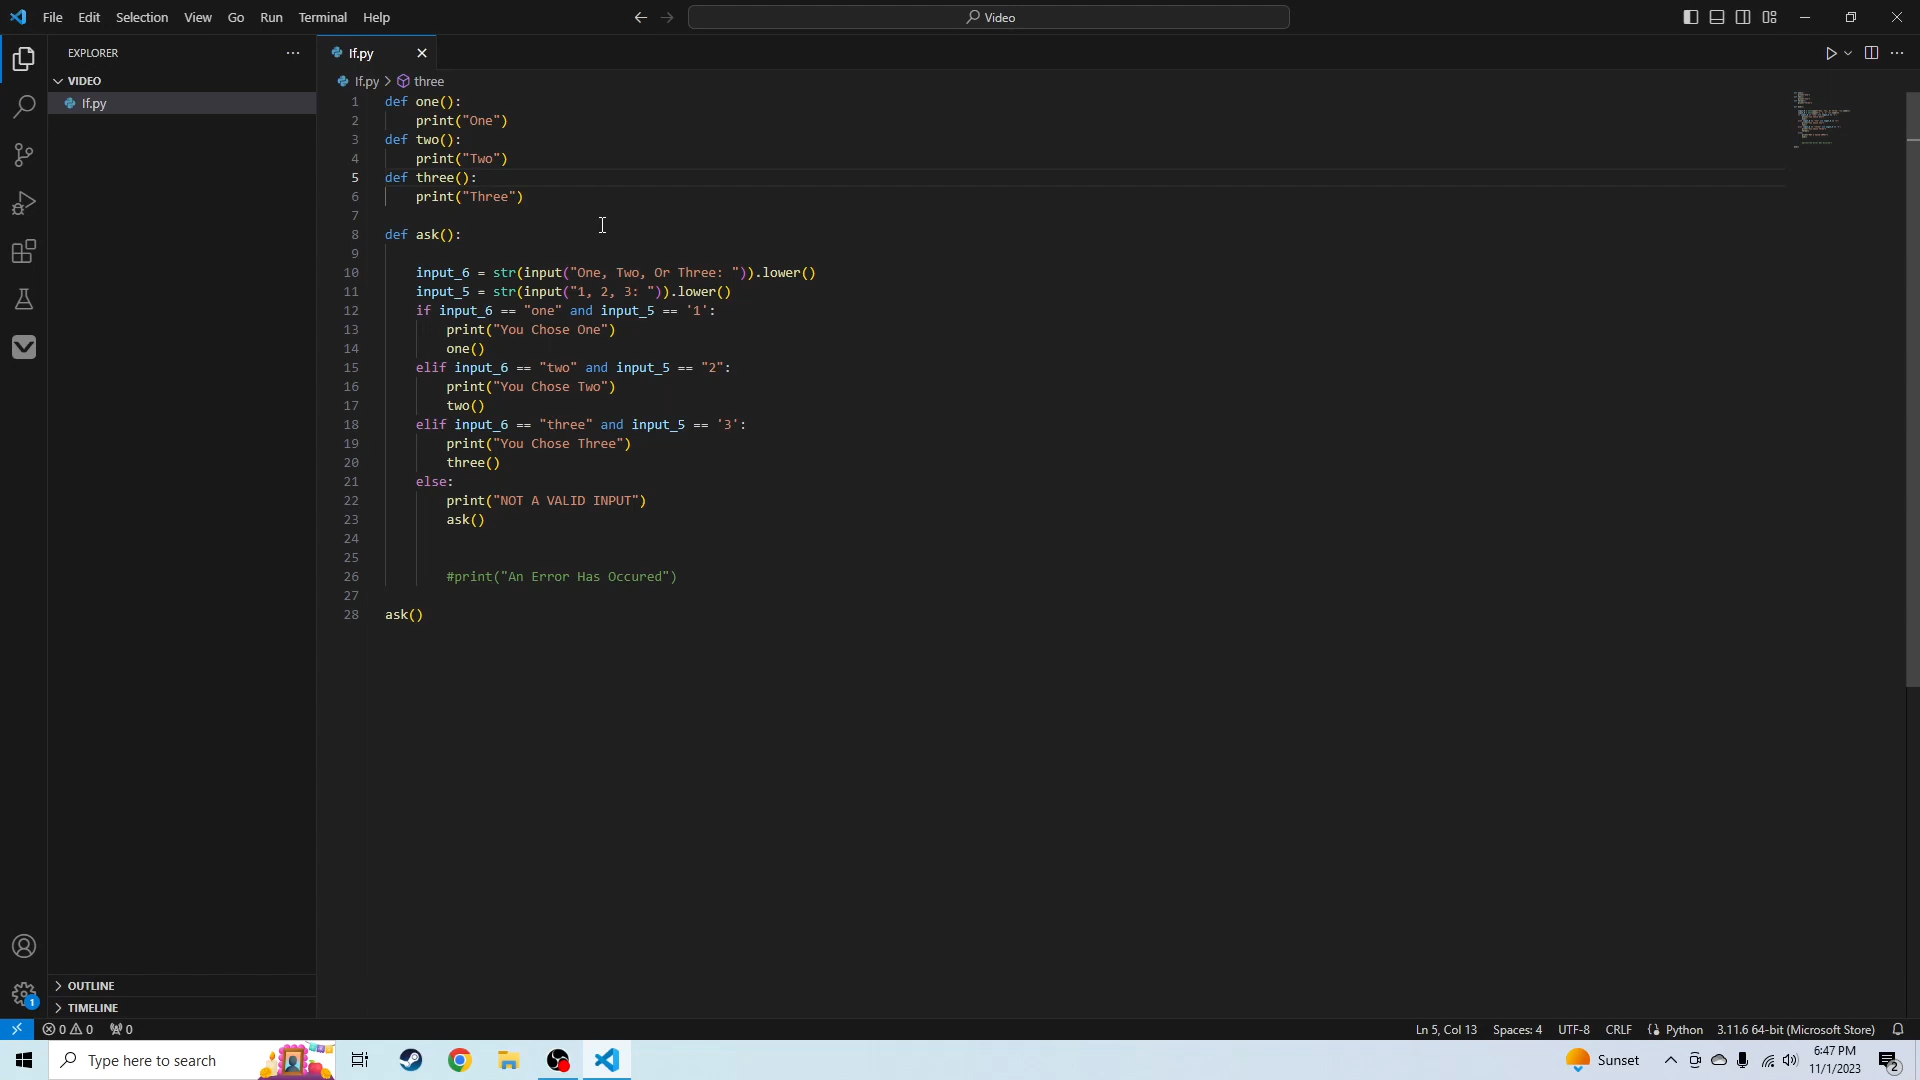 File Edit Selection View Go Run Terminal Help
Video
EXPLORER
VIDEO
If.py
OUTLINE
TIMELINE
If.py
If.py > three
1 def one():
2 print("One")
3 def two():
4 print("Two")
5 def three():
6 print("Three")
7
8 def ask():
9
10 input_6 = str(input("One, Two, Or Three: ")).lower()
11 input_5 = str(input("1, 2, 3: ")).lower()
12 if input_6 == "one" and input_5 == '1':
13 print("You Chose One")
14 one()
15 elif input_6 == "two" and input_5 == "2":
16 print("You Chose Two")
17 two()
18 elif input_6 == "three" and input_5 == '3':
19 print("You Chose Three")
20 three()
21 else:
22 print("NOT A VALID INPUT")
23 ask()
24
25
26 #print("An Error Has Occured")
27
28 ask()
1
0 0 0 Ln 5, Col 13 Spaces: 4 UTF-8 CRLF Python 3.11.6 64-bit (Microsoft Store)
Type here to search
Sunset
6:47 PM
11/1/2023
2